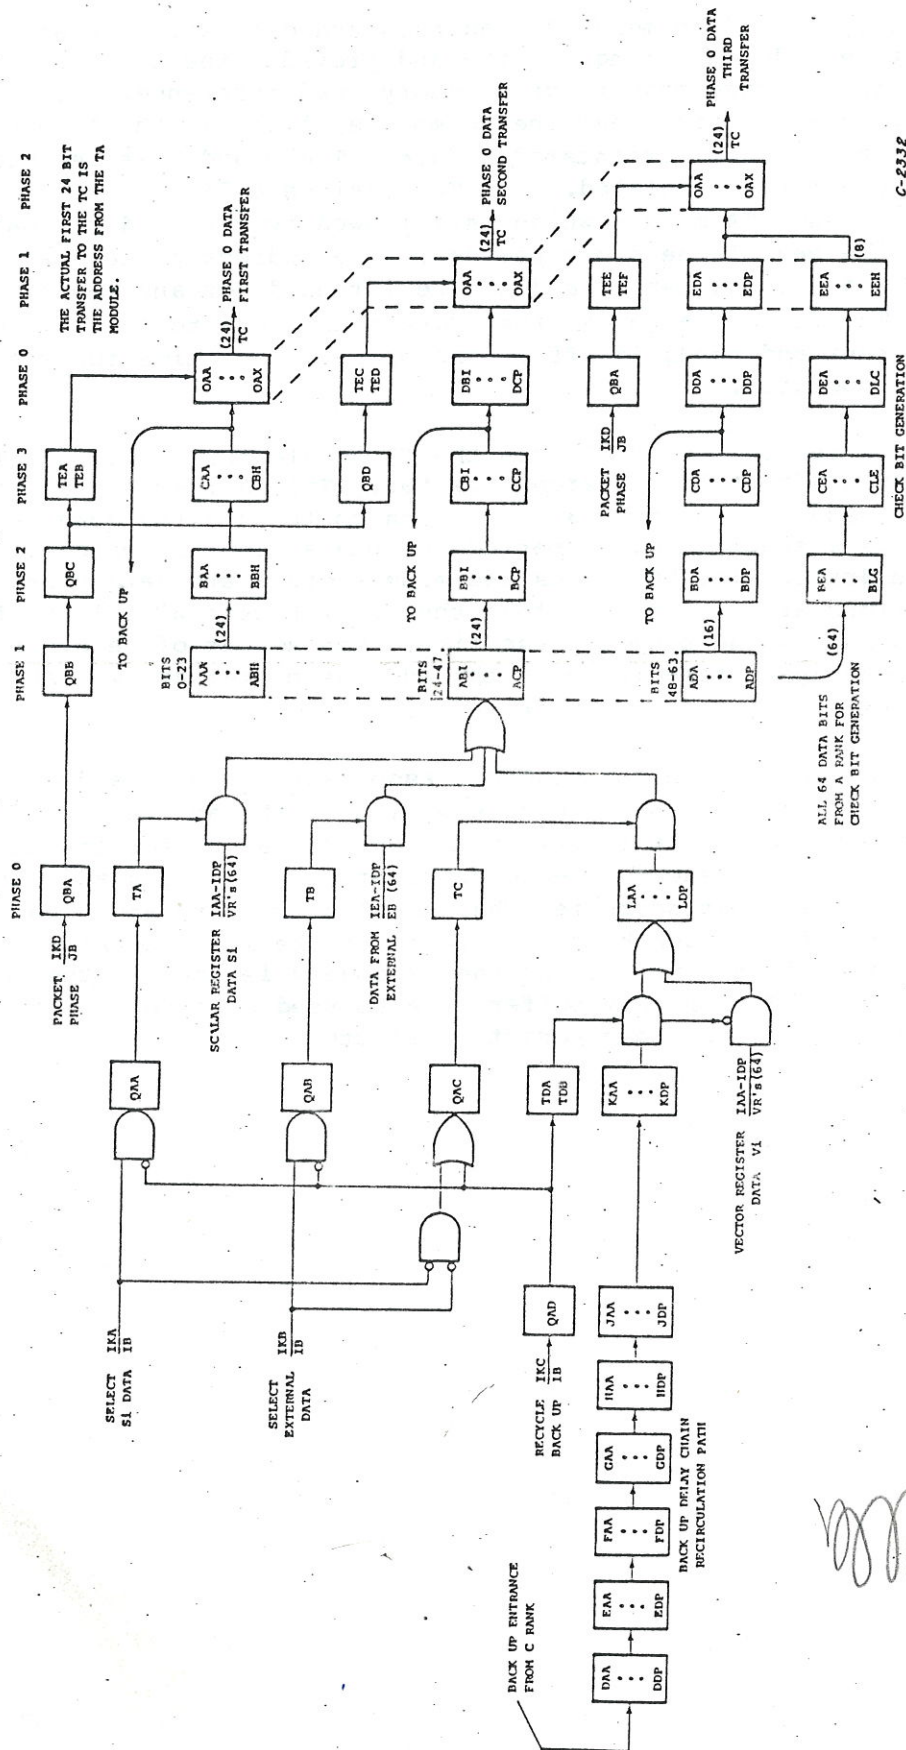 PHASE 0
PHASE 1
PHASE 2
PHASE 3
PHASE 0
PHASE 1
PHASE 2
THE ACTUAL FIRST 24 BIT
TRANSFER TO THE TC IS
THE ADDRESS FROM THE TA
MODULE.
PACKET
PHASE
IKD
JB
QBA
QBB
QBC
TEA
TEB
TO BACK UP
BITS
0-23
AAA
ABH
(24)
BAA
BBH
CAA
CBH
OAA
OAX
(24)
TC
PHASE 0 DATA
FIRST TRANSFER
QBD
TEC
TED
TO BACK UP
BITS
24-47
ABI
ACP
(24)
BBI
BCP
CBI
CCP
DBI
DCP
OAA
OAX
(24)
TC
PHASE 0 DATA
SECOND TRANSFER
PACKET
PHASE
IKD
JB
QBA
TEE
TEF
TO BACK UP
BITS
48-63
ADA
ADP
(16)
BDA
BDP
CDA
CDP
DDA
DDP
EDA
EDP
OAA
OAX
(24)
TC
PHASE 0 DATA
THIRD
TRANSFER
ALL 64 DATA BITS
FROM A RANK FOR
CHECK BIT GENERATION
(64)
BEA
BLG
CEA
CLE
DEA
DLC
EEA
EEH
(8)
CHECK BIT GENERATION
C-2332
SELECT
Si DATA
IKA
IB
QAA
TA
SCALAR REGISTER
DATA Si
IAA-IDP
VR's(64)
SELECT
EXTERNAL
DATA
IKB
IB
QAB
TB
DATA FROM
EXTERNAL
IEA-IDP
EB (64)
QAC
TC
RECYCLE
BACK UP
IKC
IB
QAD
TDA
TDB
LAA
LDP
BACK UP ENTRANCE
FROM C RANK
DAA
DDP
EAA
EDP
FAA
FDP
GAA
GDP
HAA
HDP
JAA
JDP
KAA
KDP
BACK UP DELAY CHAIN
RECIRCULATION PATH
VECTOR REGISTER
DATA Vi
IAA-IDP
VR's(64)